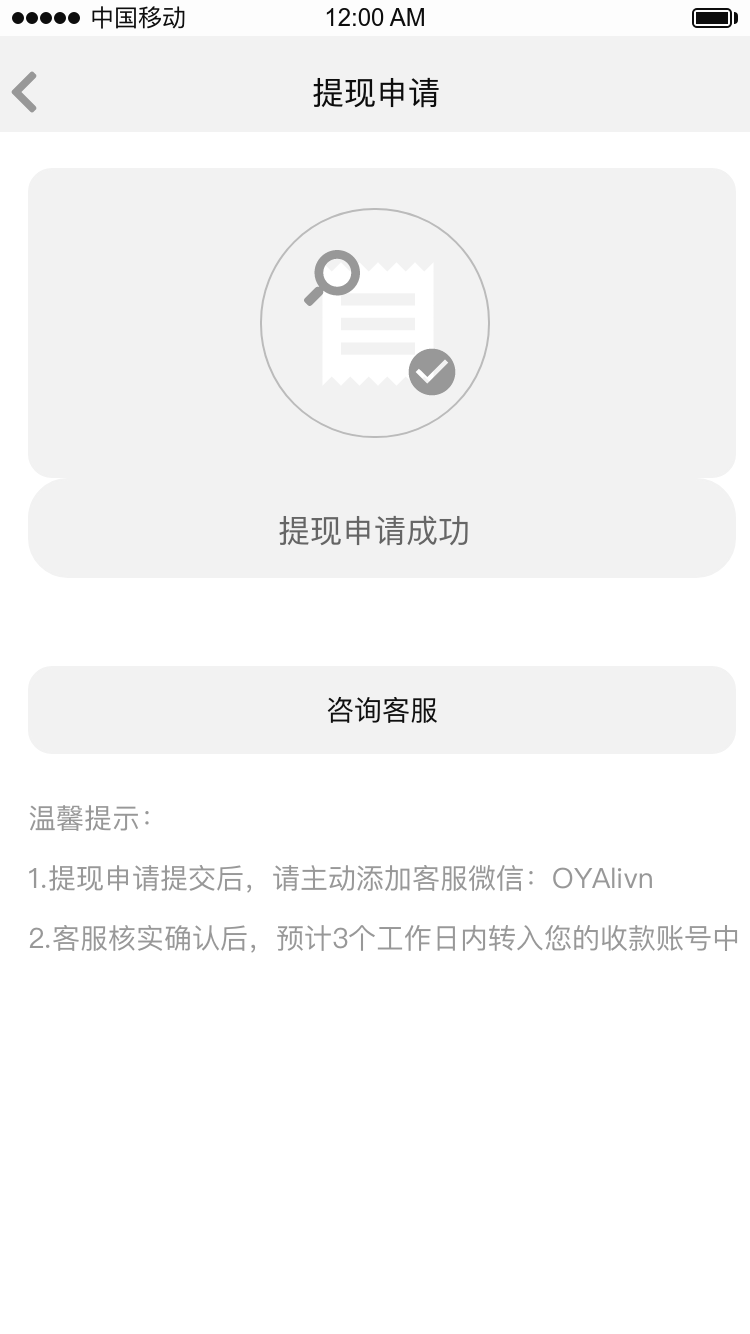 中国移动 12:00 AM
提现申请
提现申请成功
咨询客服
温馨提示：
1.提现申请提交后，请主动添加客服微信：OYAlivn
2.客服核实确认后，预计3个工作日内转入您的收款账号中